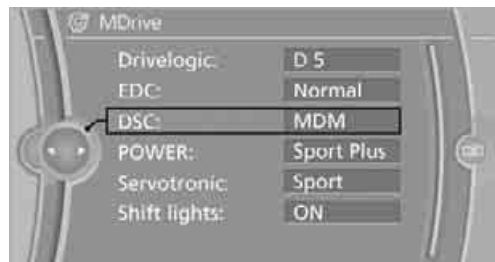 MDrive
Drivelogic: D 5
EDC: Normal
DSC: MDM
POWER: Sport Plus
Servotronic: Sport
Shift lights: ON